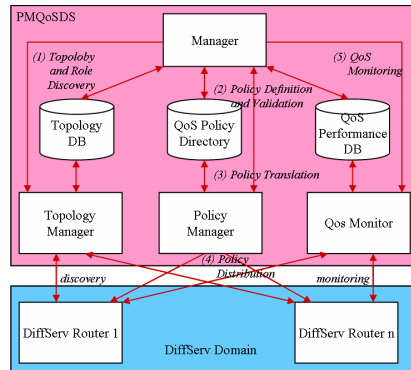 PMQoSDS
Manager
(1) Topoloby
and Role
Discovery
(5) QoS
Monitoring
(2) Policy Definition
and Validation
Topology
DB
QoS Policy
Directory
QoS
Performance
DB
(3) Policy Translation
Topology
Manager
Policy
Manager
Qos Monitor
(4) Policy
Distribution
discovery
monitoring
DiffServ Router 1
DiffServ Router n
DiffServ Domain